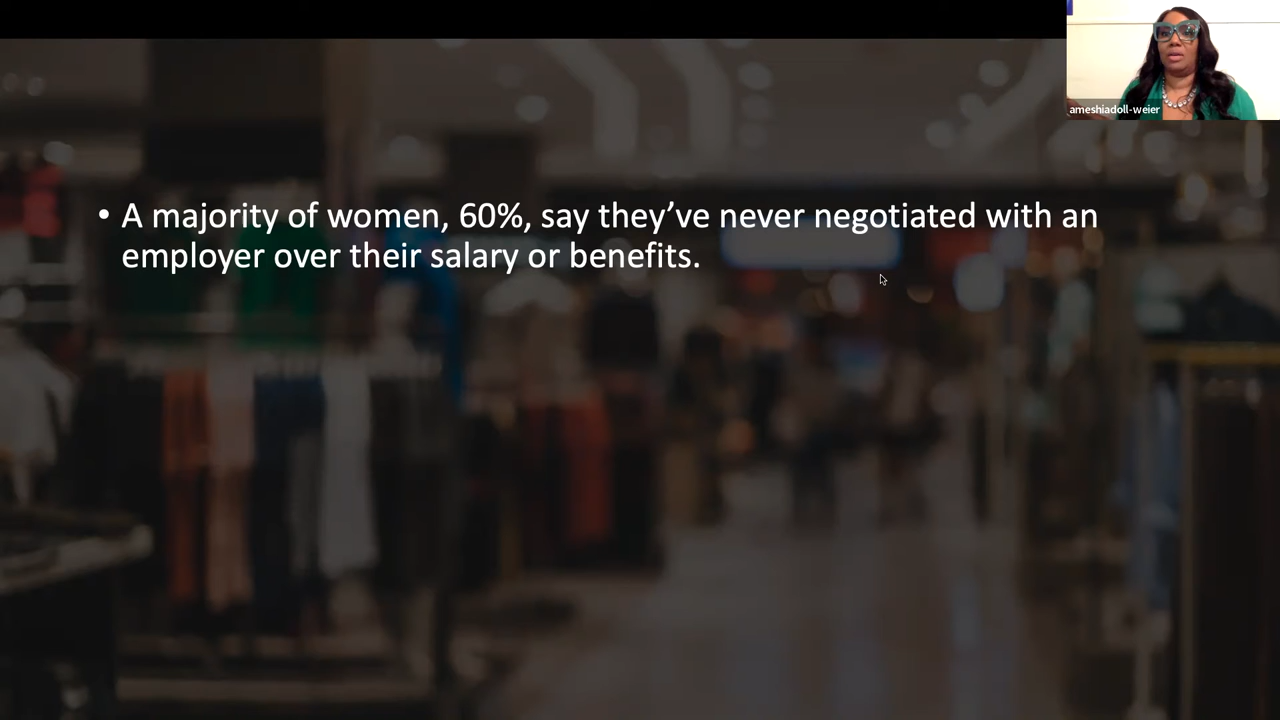 ameshiadoll-weier
• A majority of women, 60%, say they’ve never negotiated with an
employer over their salary or benefits.